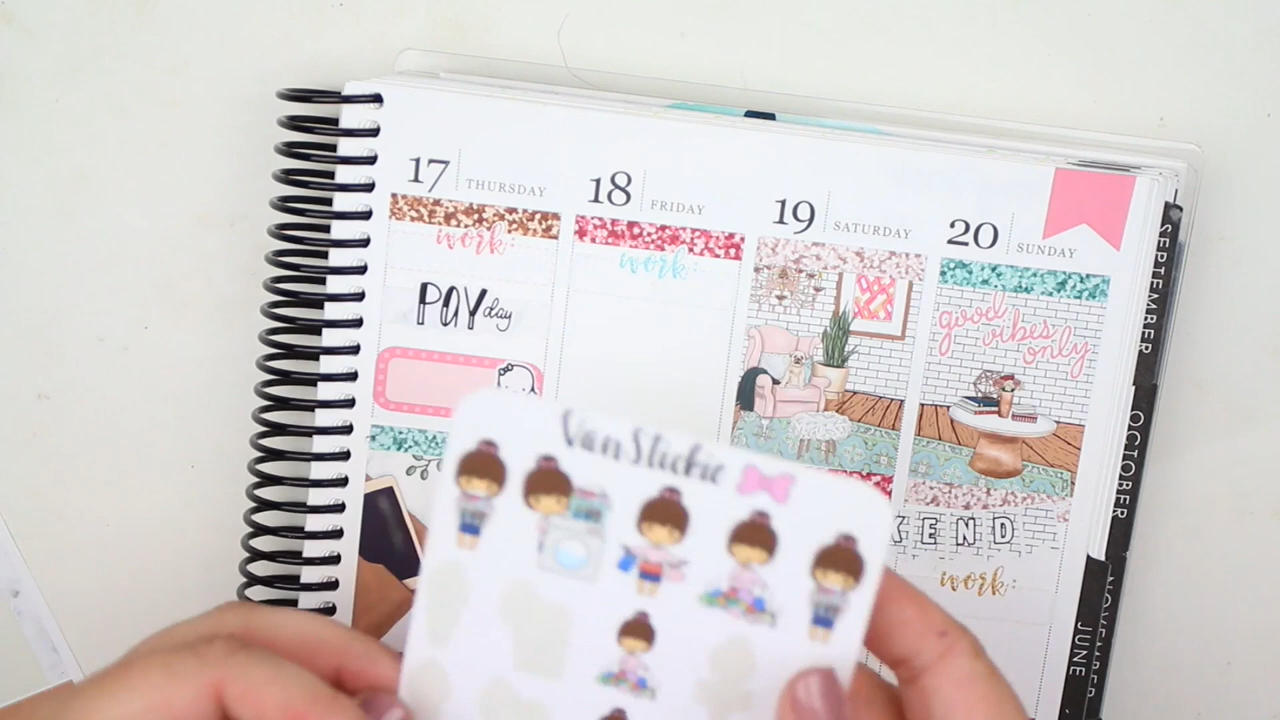 17 THURSDAY
18 FRIDAY
19 SATURDAY
20 SUNDAY
work:
work:
PAY day
good
vibes
only
KEND
work:
VanStickie
SEPTEMBER
OCTOBER
NOVEMBER
JUNE